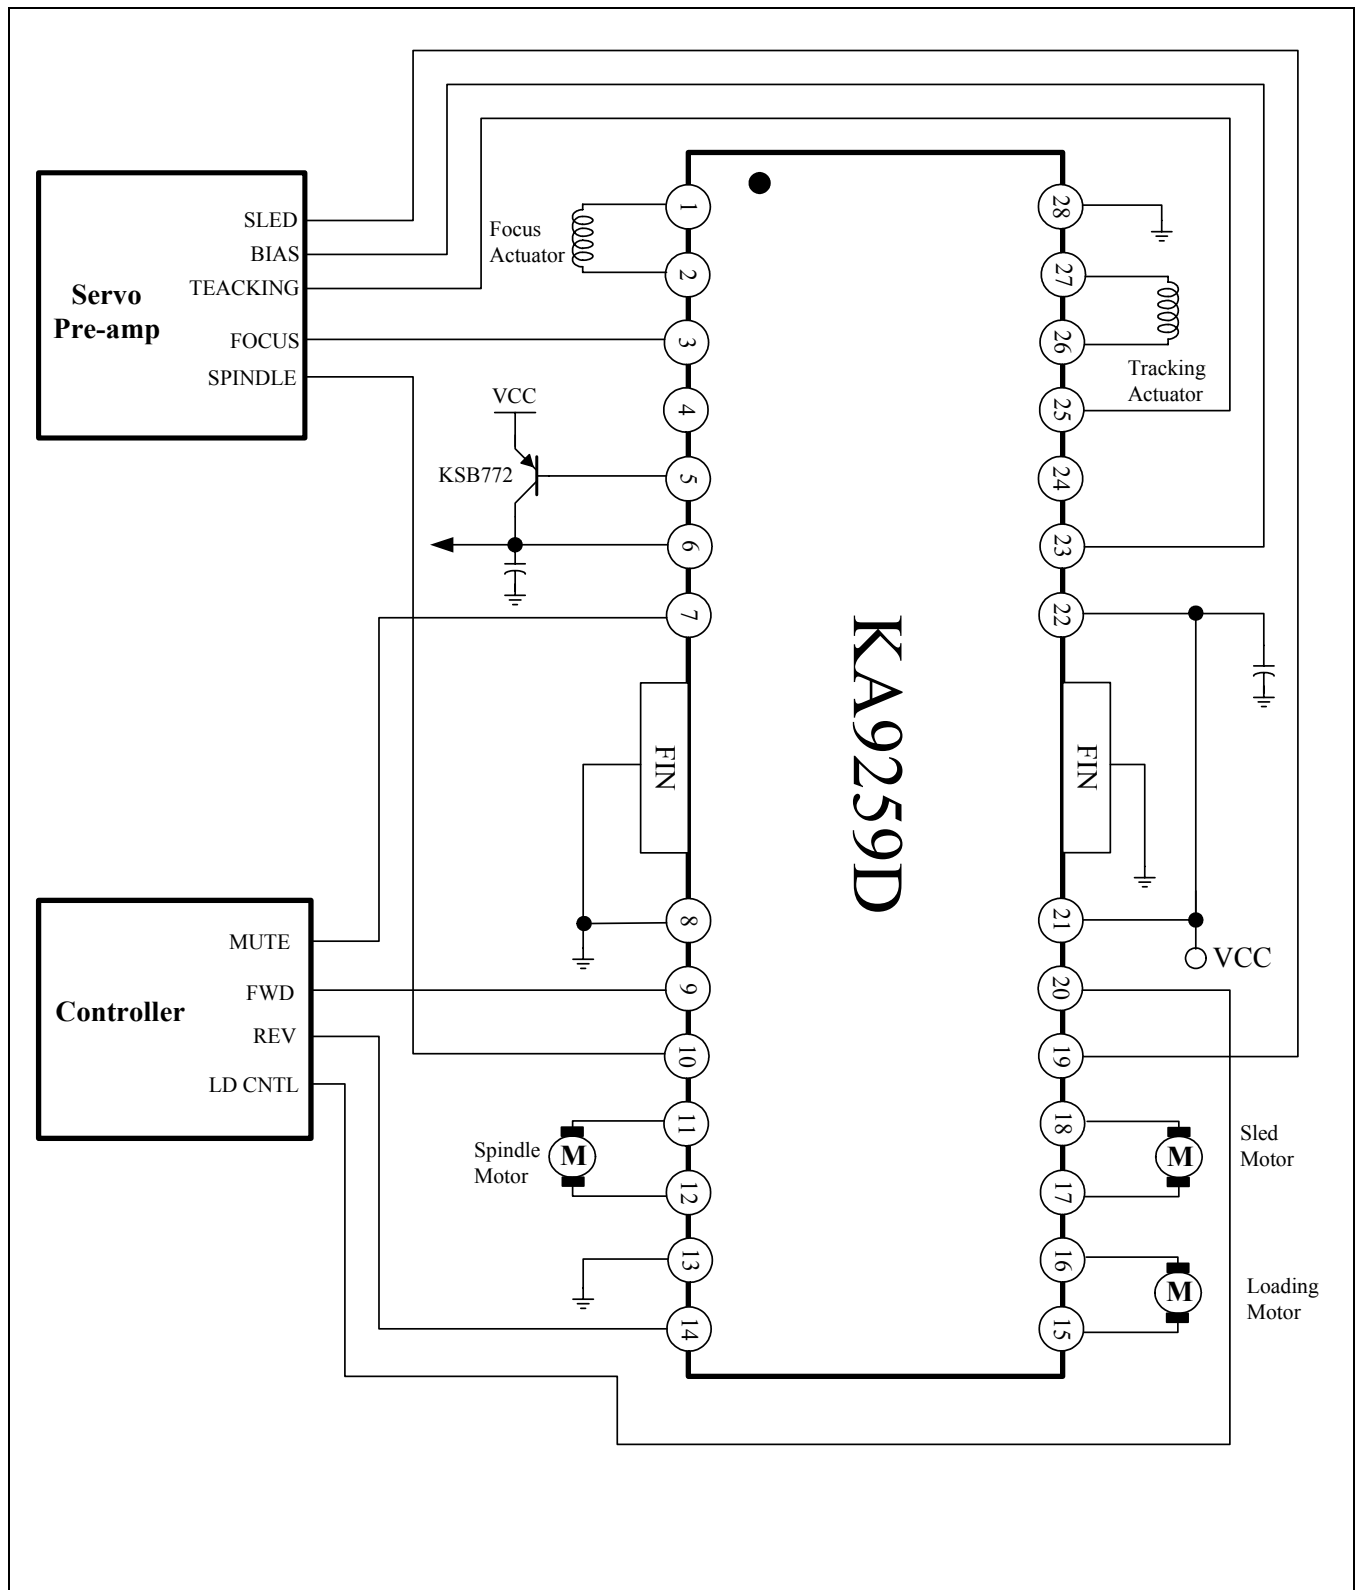 SLED
BIAS
TEACKING
FOCUS
SPINDLE
Servo
Pre-amp
Focus
Actuator
VCC
KSB772
MUTE
FWD
REV
LD CNTL
Controller
Spindle
Motor
M
1
2
3
4
5
6
7
FIN
8
9
10
11
12
13
14
KA9259D
28
27
26
25
24
23
22
FIN
21
20
19
18
17
16
15
Tracking
Actuator
VCC
M
Sled
Motor
M
Loading
Motor